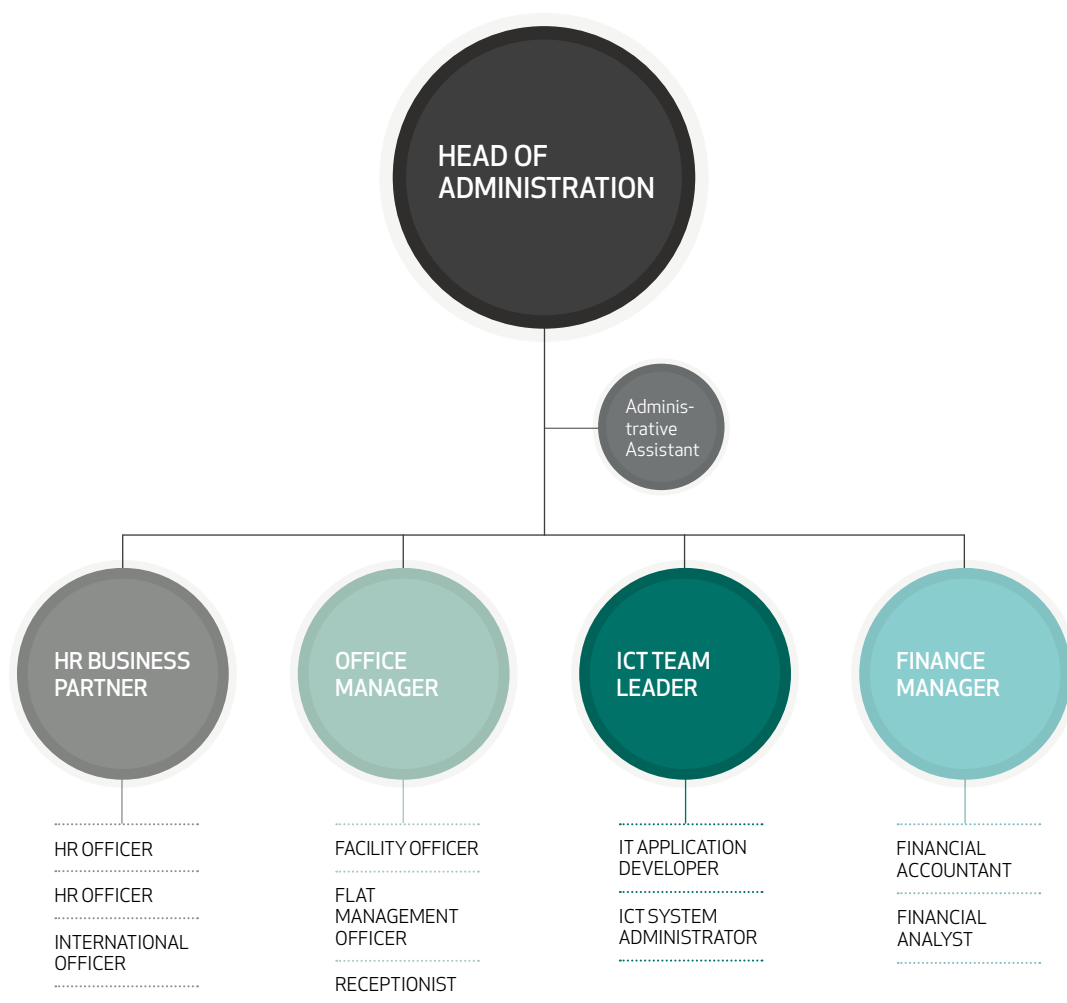 HEAD OF
ADMINISTRATION
Adminis-
trative
Assistant
HR BUSINESS
PARTNER
OFFICE
MANAGER
ICT TEAM
LEADER
FINANCE
MANAGER
HR OFFICER
HR OFFICER
INTERNATIONAL
OFFICER
FACILITY OFFICER
FLAT
MANAGEMENT
OFFICER
RECEPTIONIST
IT APPLICATION
DEVELOPER
ICT SYSTEM
ADMINISTRATOR
FINANCIAL
ACCOUNTANT
FINANCIAL
ANALYST